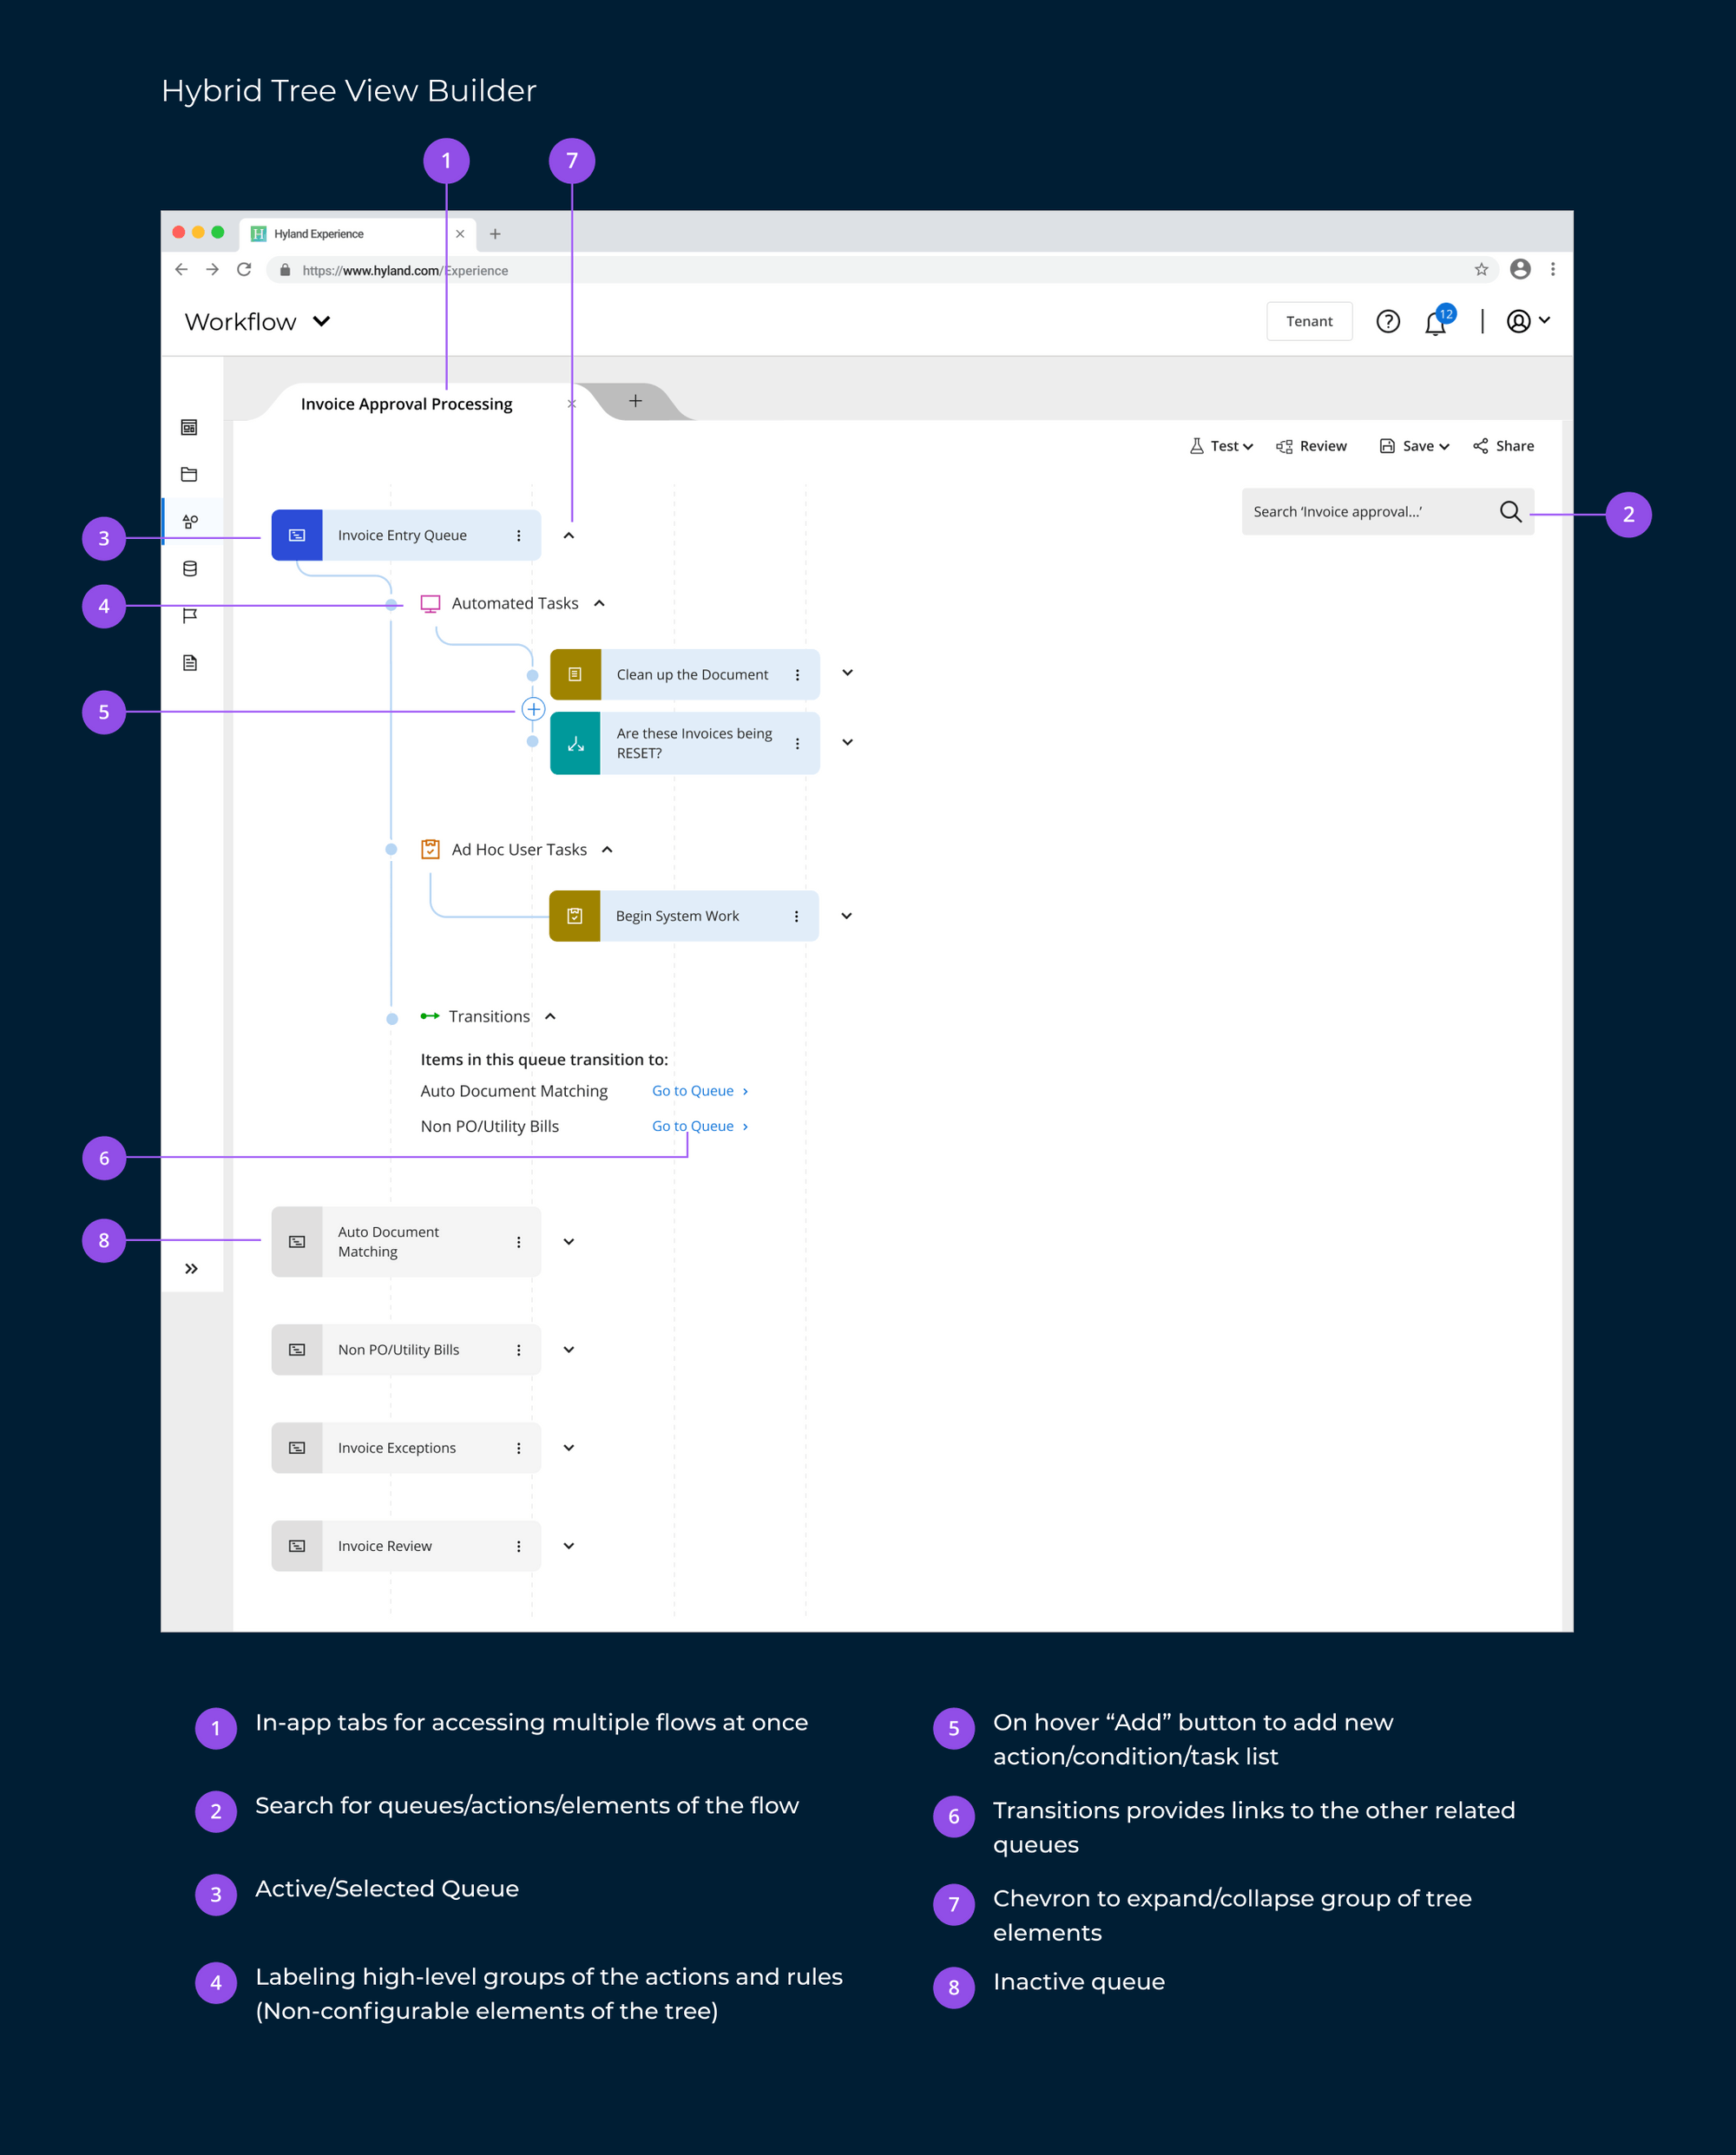 Hybrid Tree View Builder
1
7
H Hyland Experience
https://www.hyland.com/Experience
Workflow
Tenant
12
Invoice Approval Processing
Test
Review
Save
Share
Search ‘Invoice approval...’
2
3
Invoice Entry Queue
4
Automated Tasks
Clean up the Document
5
Are these Invoices being
RESET?
Ad Hoc User Tasks
Begin System Work
Transitions
Items in this queue transition to:
Auto Document Matching
Go to Queue
Non PO/Utility Bills
Go to Queue
6
8
Auto Document
Matching
Non PO/Utility Bills
Invoice Exceptions
Invoice Review
1 In-app tabs for accessing multiple flows at once
2 Search for queues/actions/elements of the flow
3 Active/Selected Queue
4 Labeling high-level groups of the actions and rules
(Non-configurable elements of the tree)
5 On hover “Add” button to add new
action/condition/task list
6 Transitions provides links to the other related
queues
7 Chevron to expand/collapse group of tree
elements
8 Inactive queue